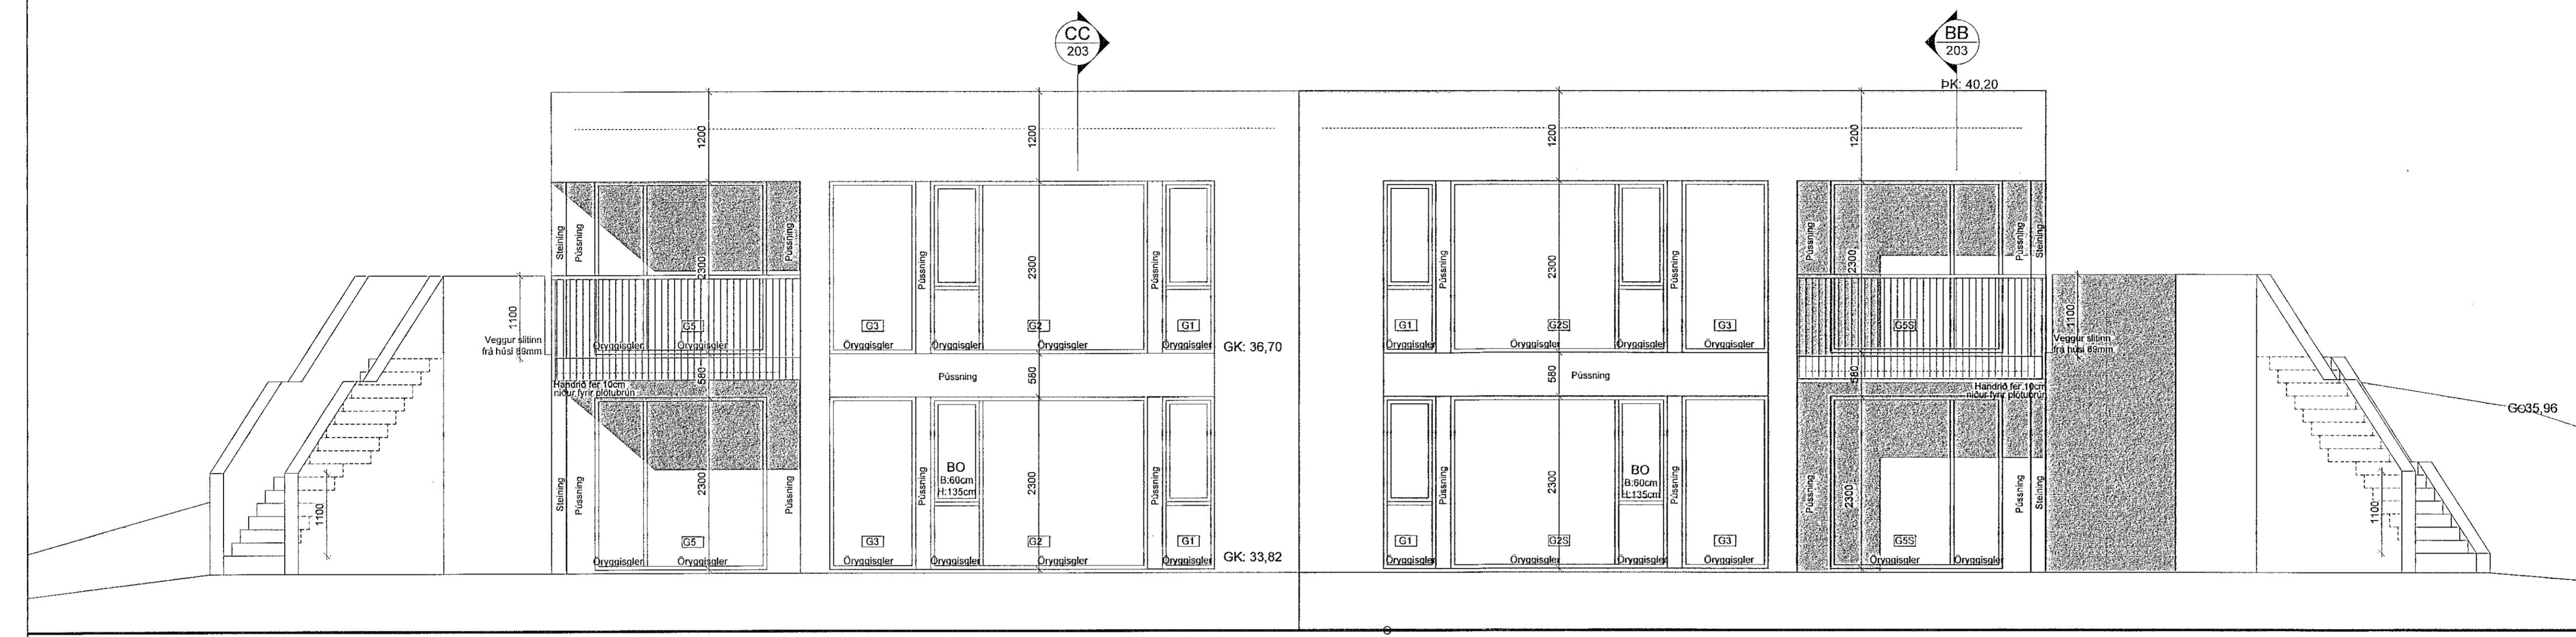 CC
203
BB
203
ÞK: 40,20
1200
1200
1200
1200
Steining
Pússning
Pússning
2300
Pússning
2300
Pússning
Pússning
2300
Pússning
Pússning
2300
Pússning
Steining
1100
Veggur slitinn
frá húsi 89mm
G5
G3
G2
G1
G1
G2S
G3
G5S
1100
Veggur slitinn
frá húsi 89mm
Öryggisgler
Öryggisgler
Öryggisgler
Öryggisgler
Öryggisgler
Öryggisgler
GK: 36,70
Öryggisgler
Öryggisgler
Öryggisgler
Öryggisgler
580
Pússning
580
580
Pússning
580
Handrið fer 10cm
niður fyrir plötubrún
Handrið fer 10cm
niður fyrir plötubrún
35,96
Steining
Pússning
2300
Pússning
Pússning
BO
B:60cm
H:135cm
2300
Pússning
Pússning
2300
BO
B:60cm
H:135cm
Pússning
Pússning
2300
Pússning
Steining
1100
1100
G5
G3
G2
G1
G1
G2S
G3
G5S
Öryggisgler
Öryggisgler
Öryggisgler
Öryggisgler
Öryggisgler
Öryggisgler
GK: 33,82
Öryggisgler
Öryggisgler
Öryggisgler
Öryggisgler
Öryggisgler
Öryggisgler